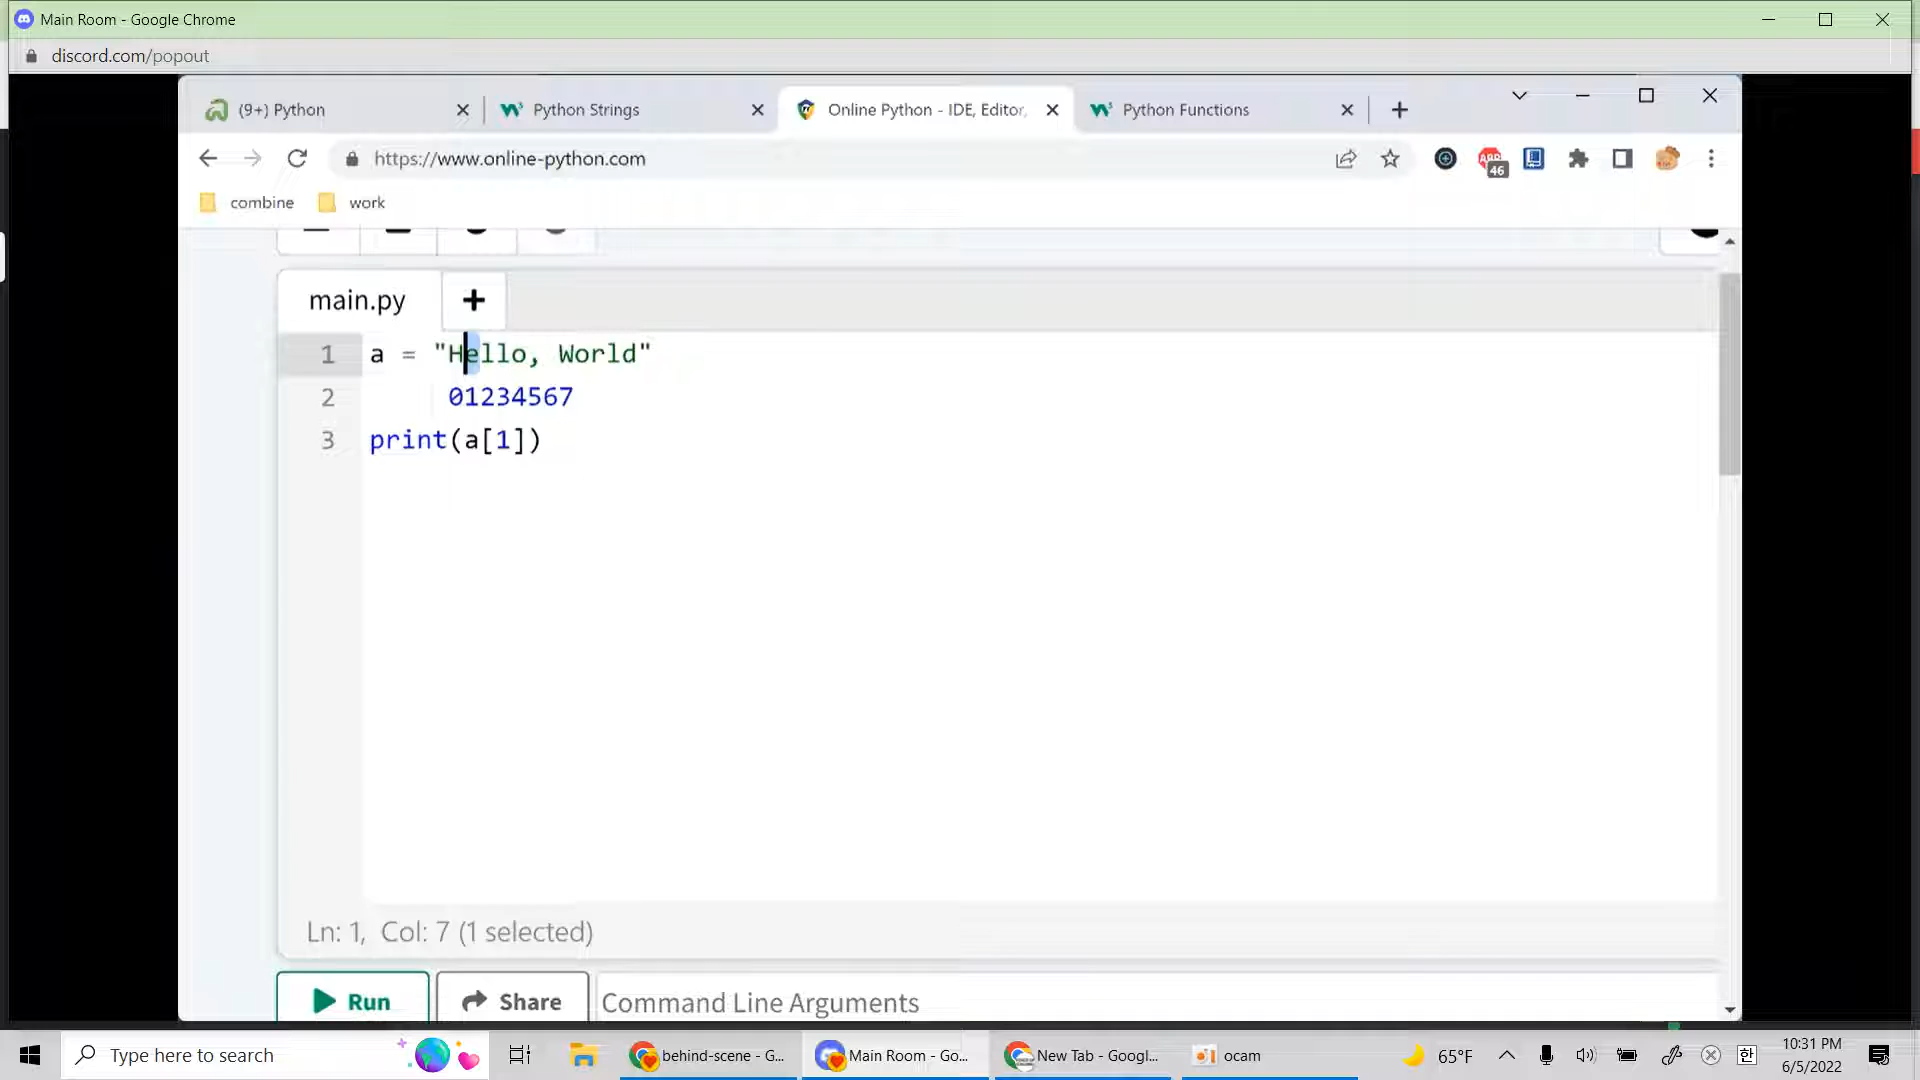 Main Room - Google Chrome
discord.com/popout
(9+) Python
Python Strings
Online Python - IDE, Editor,
Python Functions
https://www.online-python.com
ABP
46
combine
work
main.py
1 a = "Hello, World"
2 01234567
3 print(a[1])
Ln: 1, Col: 7 (1 selected)
Run
Share
Command Line Arguments
Type here to search
behind-scene - G...
Main Room - Go...
New Tab - Googl...
ocam
65°F
한
10:31 PM
6/5/2022